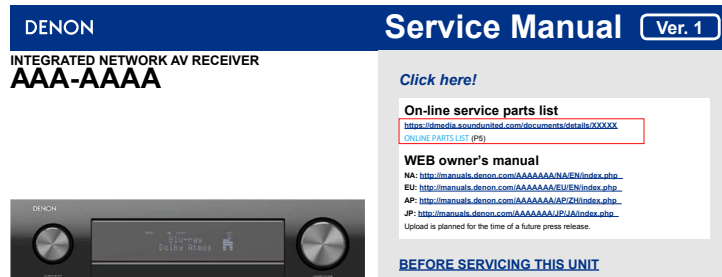 DENON
Service Manual
Ver. 1
INTEGRATED NETWORK AV RECEIVER
AAA-AAAA
Click here!
On-line service parts list
https://dmedia.soundunited.com/documents/details/XXXXX
ONLINE PARTS LIST (P5)
WEB owner's manual
NA: http://manuals.denon.com/AAAAAAA/NA/EN/index.php
EU: http://manuals.denon.com/AAAAAAA/EU/EN/index.php
AP: http://manuals.denon.com/AAAAAAA/AP/ZH/index.php
JP: http://manuals.denon.com/AAAAAAA/JP/JA/index.php
Upload is planned for the time of a future press release.
DENON
Blu-ray
Dolby Atmos
BEFORE SERVICING THIS UNIT